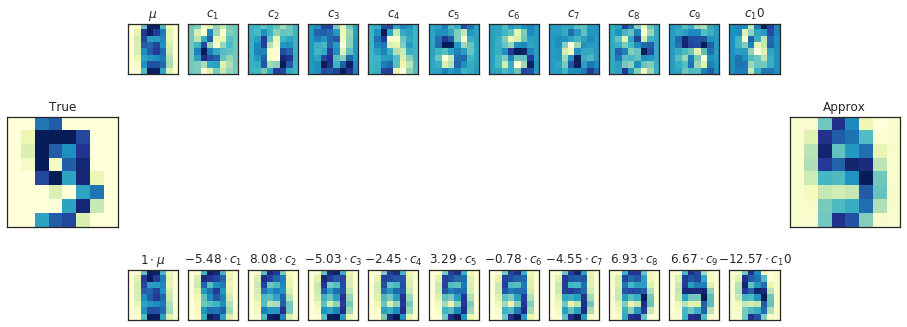 μ c₁ c₂ c₃ c₄ c₅ c₆ c₇ c₈ c₉ c₁0
True Approx
1 · μ −5.48 · c₁ 8.08 · c₂ −5.03 · c₃ −2.45 · c₄ 3.29 · c₅ −0.78 · c₆ −4.55 · c₇ 6.93 · c₈ 6.67 · c₉ −12.57 · c₁0